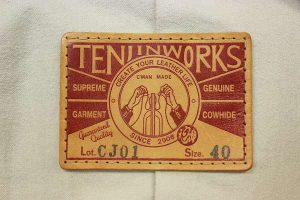 TENJINWORKS
CREATE YOUR LEATHER LIFE
C'MAN MADE
SUPREME
GENUINE
GARMENT
COWHIDE
Guaranteed
Quality
SINCE 2008
Lot. CJ01 Size. 40